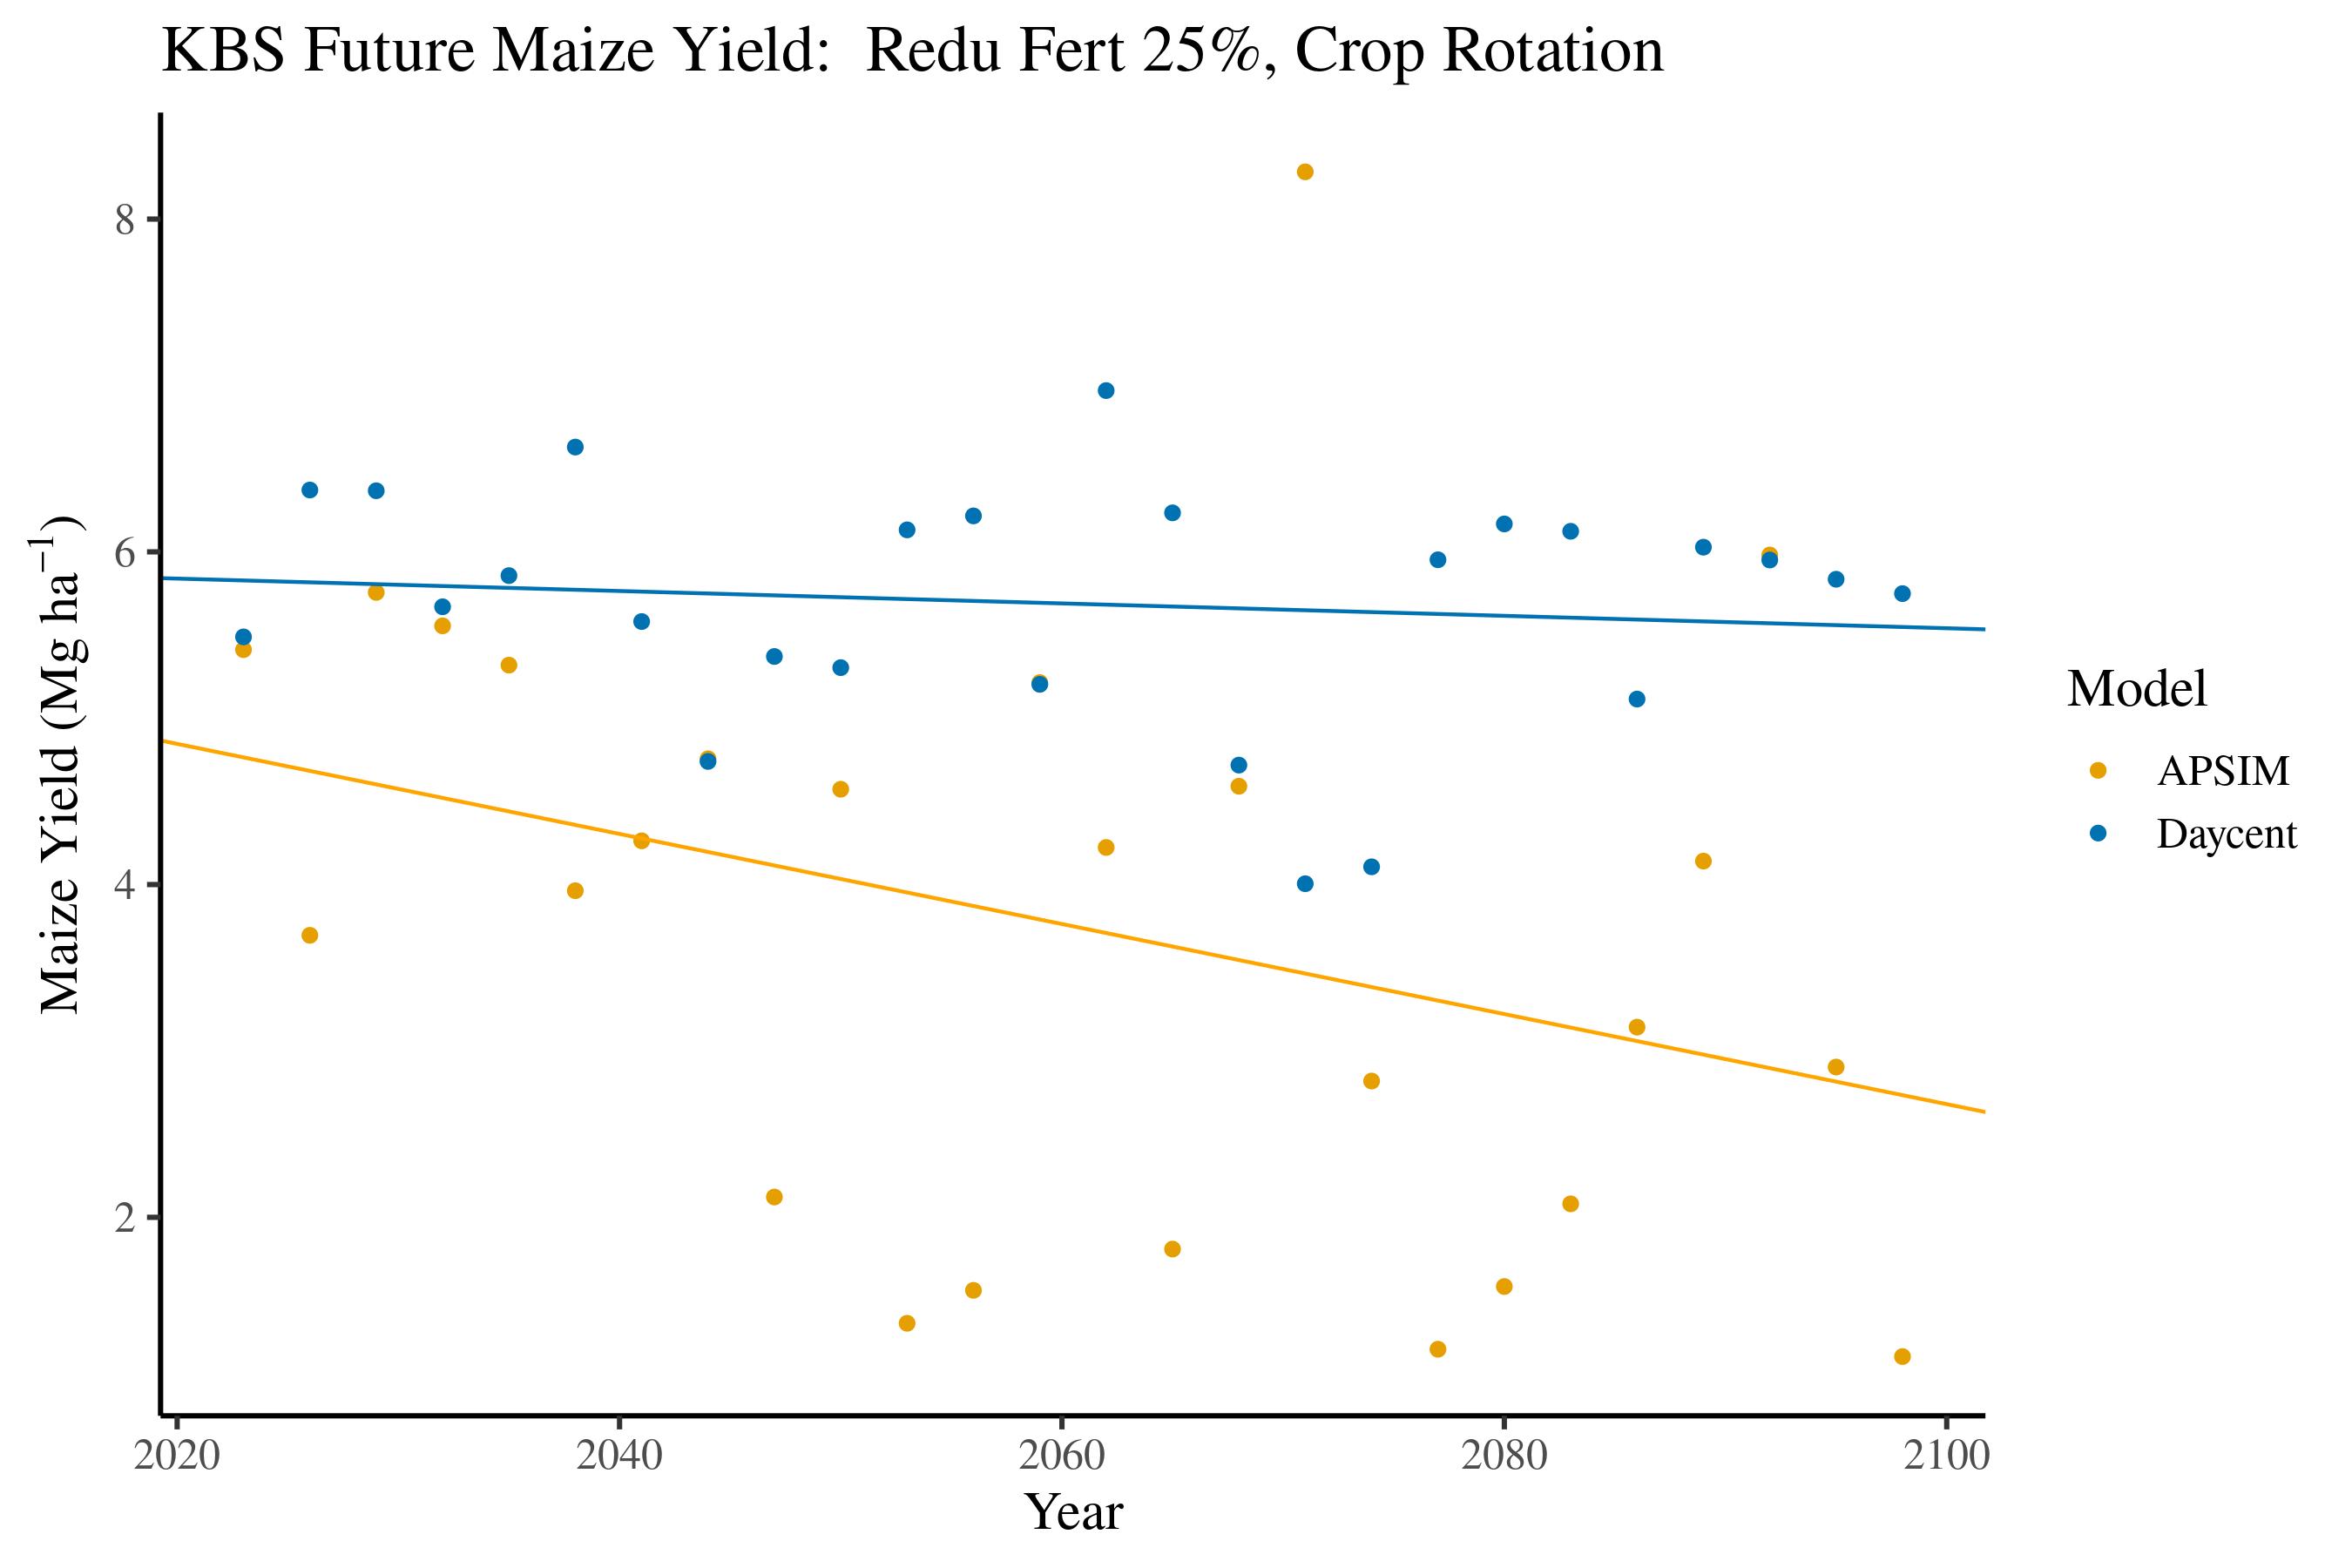 KBS Future Maize Yield:  Redu Fert 25%, Crop Rotation
Maize Yield (Mg ha⁻¹)
8
6
4
2
2020 2040 2060 2080 2100
Year
Model
APSIM
Daycent